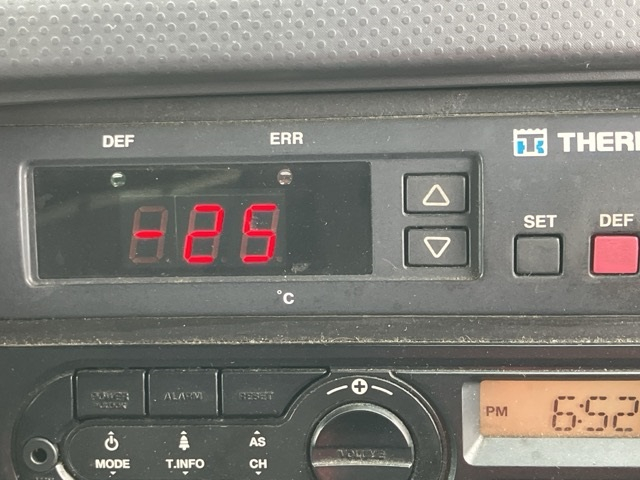 DEF ERR
THER
-25
SET DEF
°C
POWER ALARM RESET
PM 6:52
AS
MODE T.INFO CH
VOLUME